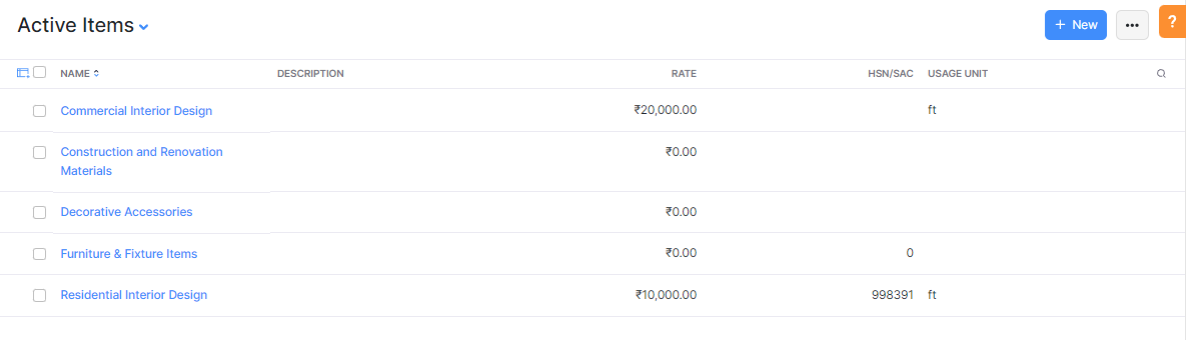 Active Items
+ New
?
NAME DESCRIPTION RATE HSN/SAC USAGE UNIT
Commercial Interior Design ₹20,000.00 ft
Construction and Renovation ₹0.00
Materials
Decorative Accessories ₹0.00
Furniture & Fixture Items ₹0.00 0
Residential Interior Design ₹10,000.00 998391 ft